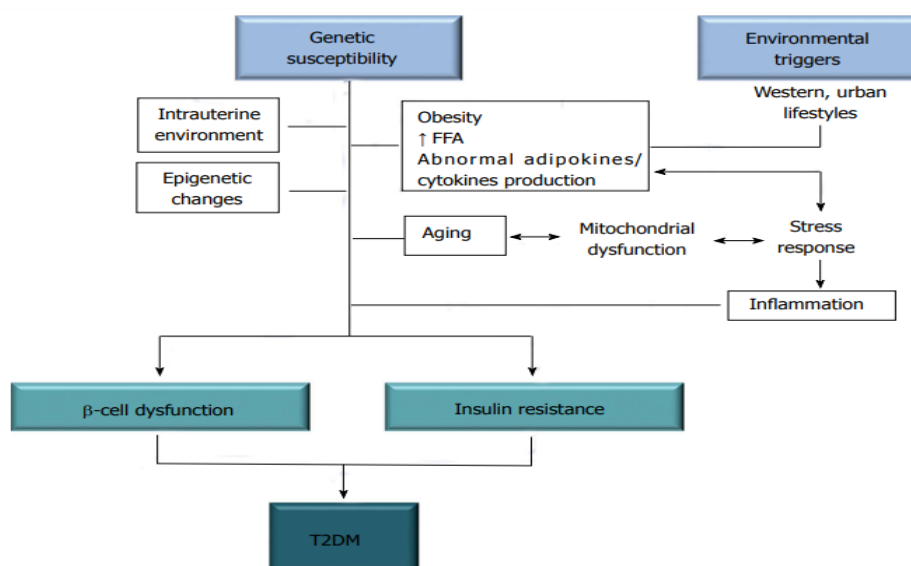 Genetic
susceptibility
Environmental
triggers
Western, urban
lifestyles
Intrauterine
environment
Obesity
↑ FFA
Abnormal adipokines/
cytokines production
Epigenetic
changes
Aging
Mitochondrial
dysfunction
Stress
response
Inflammation
β-cell dysfunction
Insulin resistance
T2DM